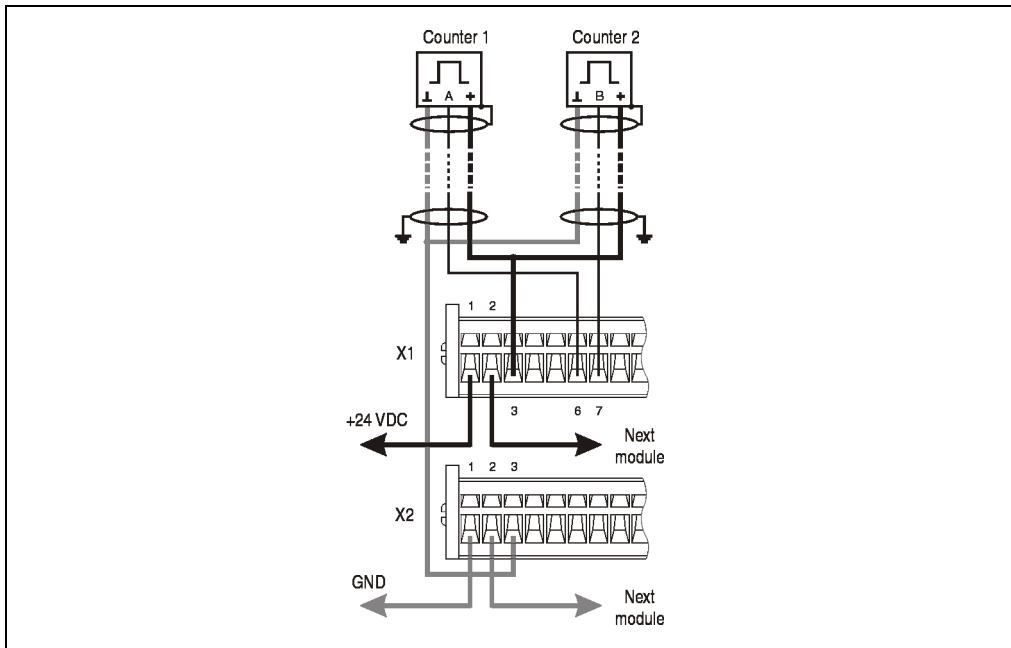 Counter 1
Counter 2
A +
B +
1 2
X1
3 6 7
+24 VDC
Next
module
1 2 3
X2
GND
Next
module